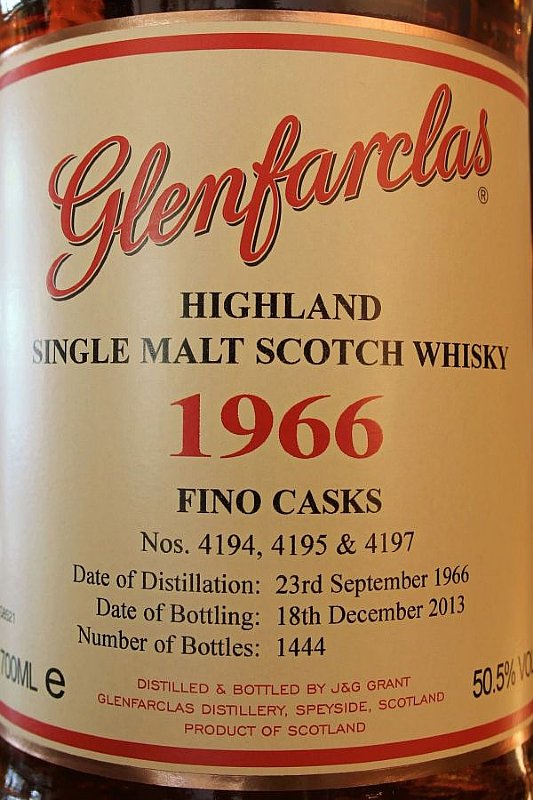 Glenfarclas
®
HIGHLAND
SINGLE MALT SCOTCH WHISKY
1966
FINO CASKS
Nos. 4194, 4195 & 4197
Date of Distillation: 23rd September 1966
Date of Bottling: 18th December 2013
Number of Bottles: 1444
700ML e
50.5% VOL
DISTILLED & BOTTLED BY J&G GRANT
GLENFARCLAS DISTILLERY, SPEYSIDE, SCOTLAND
PRODUCT OF SCOTLAND